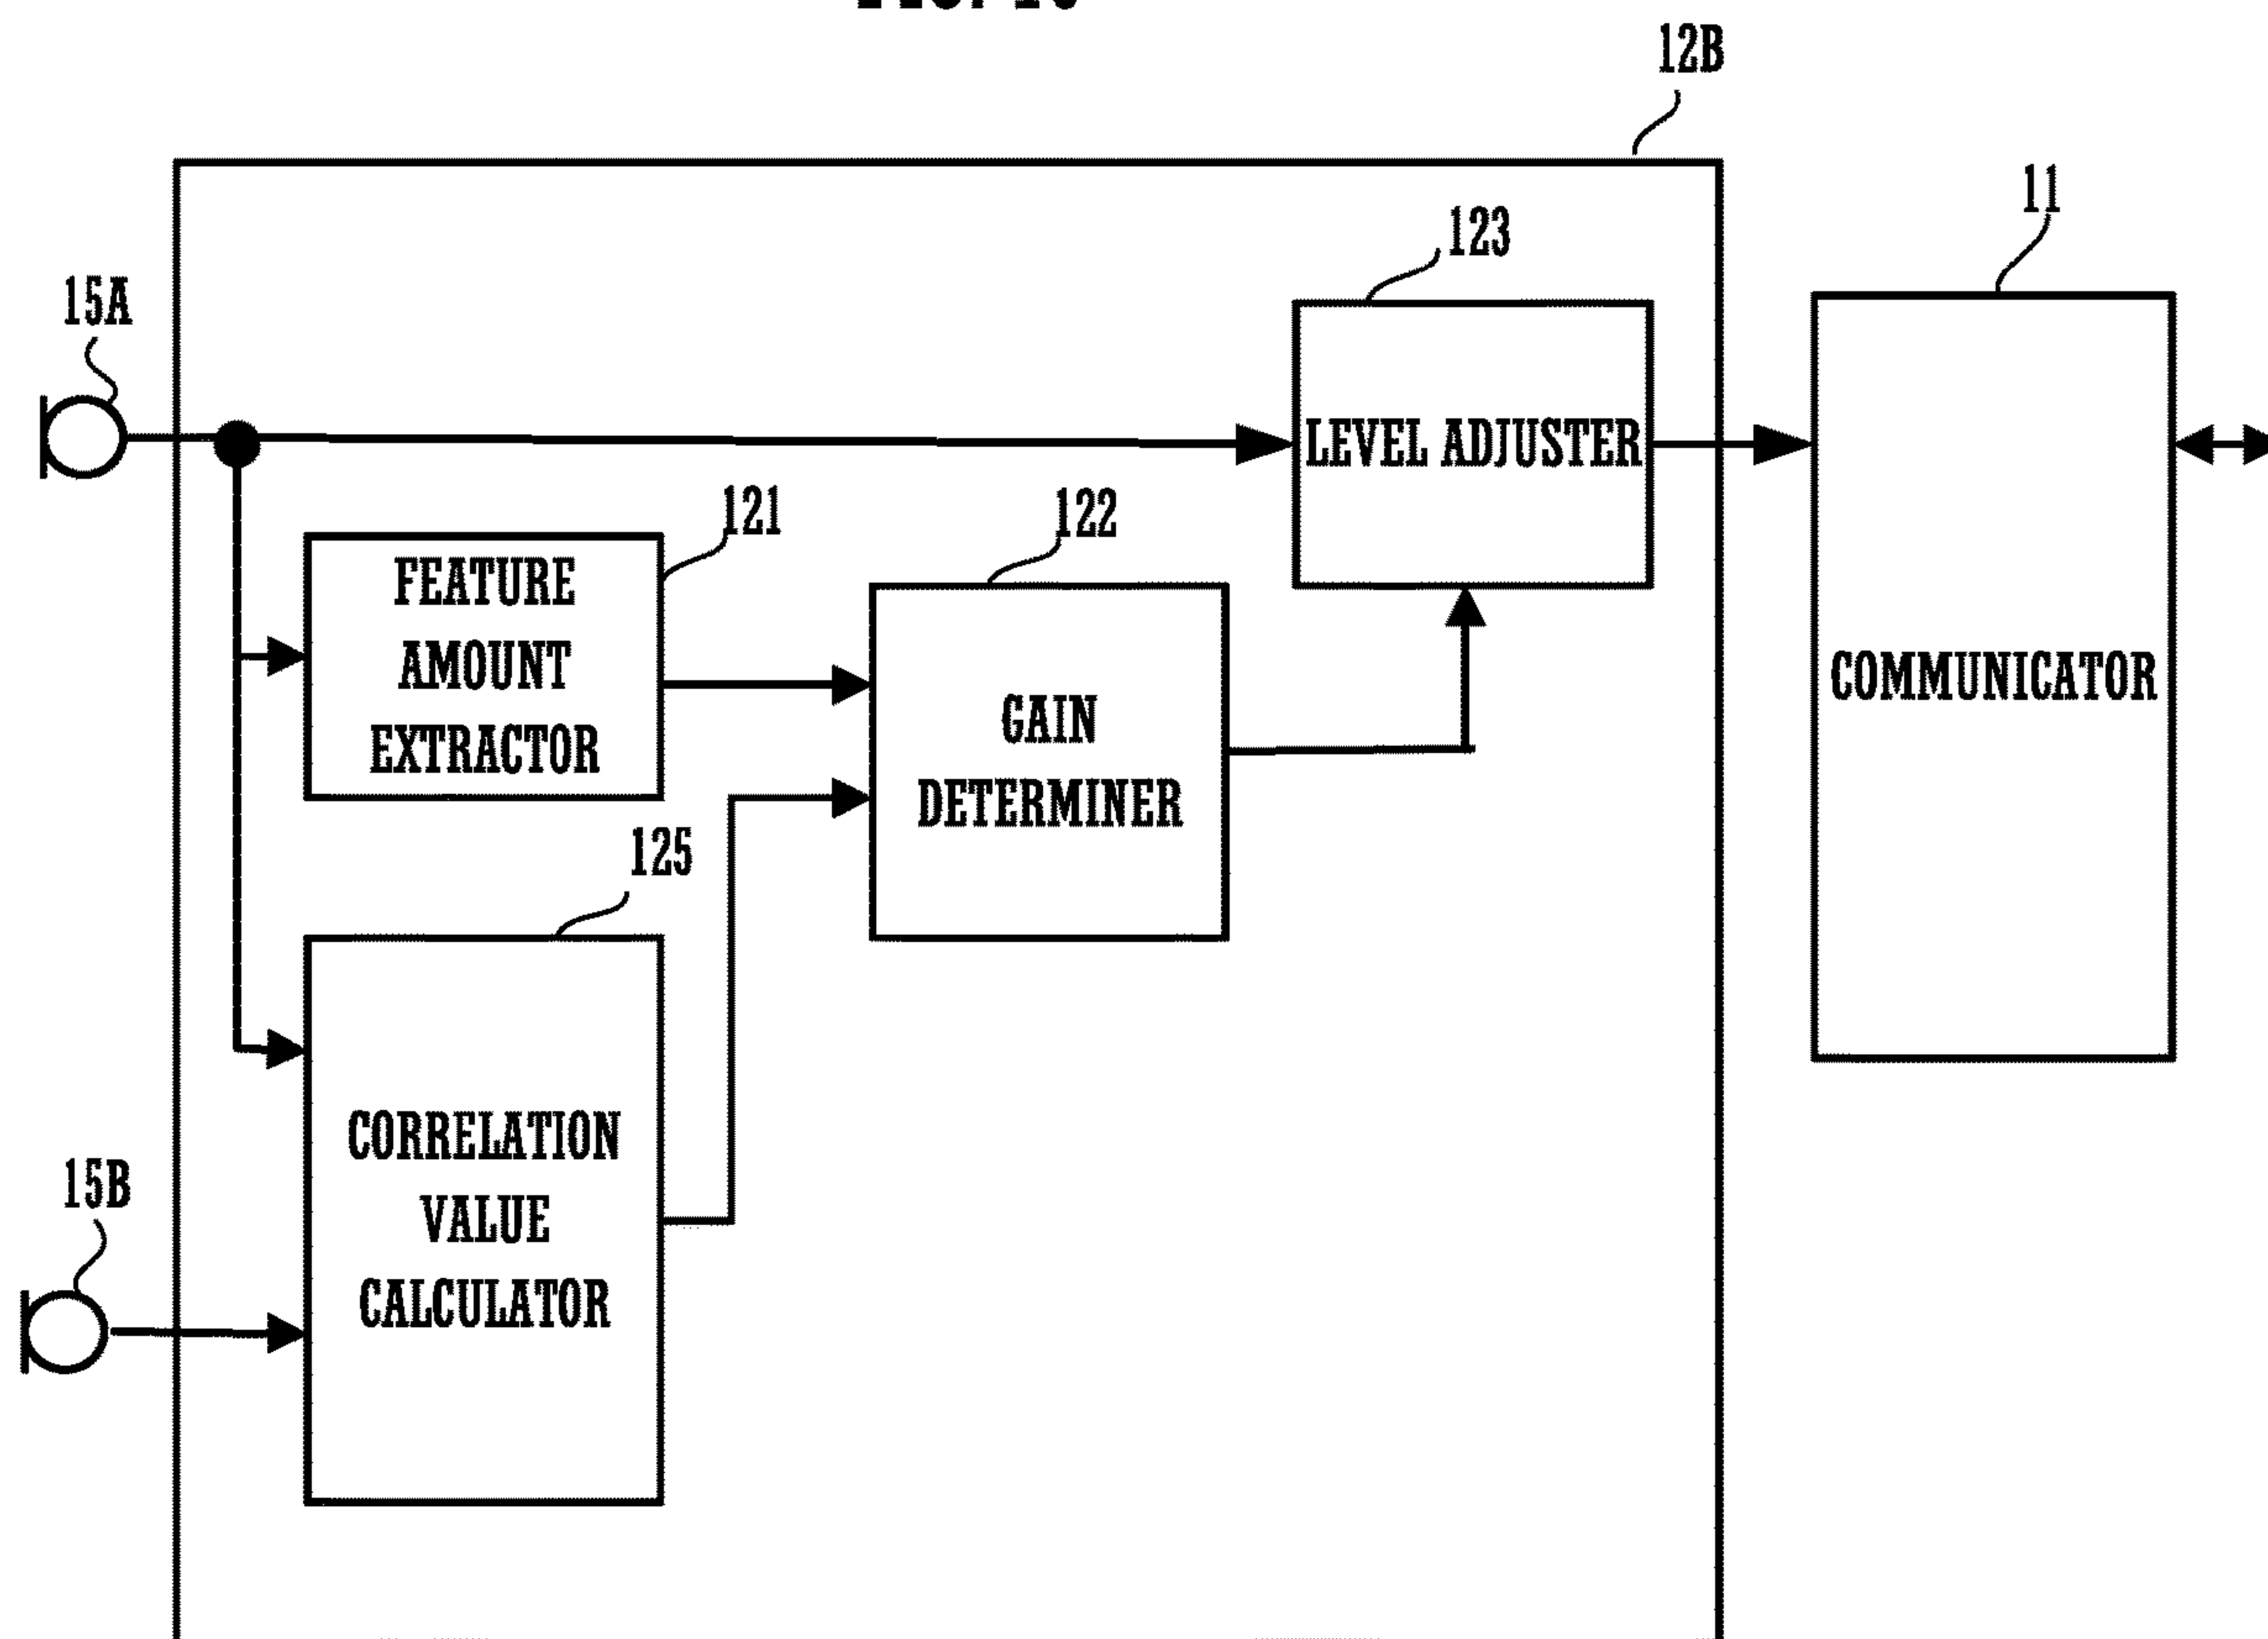 12B
11
123
15A
LEVEL ADJUSTER
121
122
FEATURE
AMOUNT
EXTRACTOR
COMMUNICATOR
GAIN
DETERMINER
125
CORRELATION
VALUE
CALCULATOR
15B